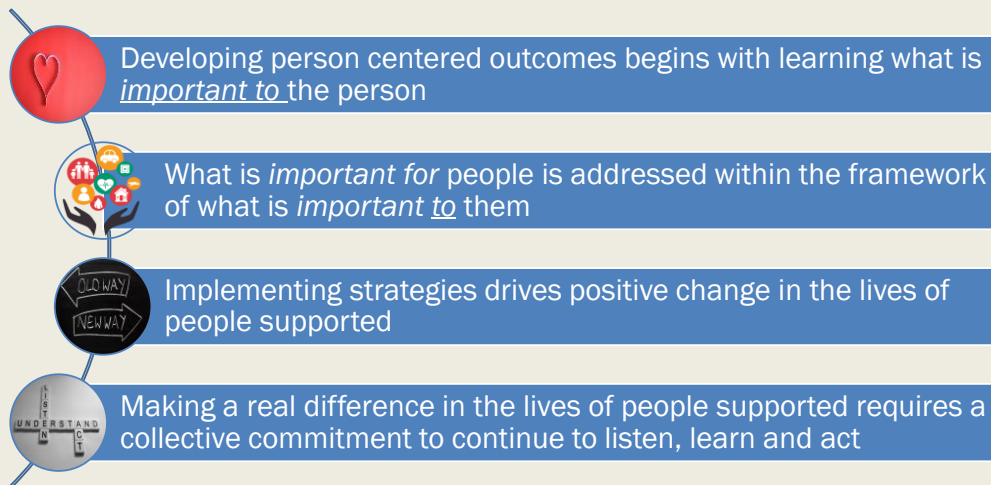 Developing person centered outcomes begins with learning what is
important to the person
What is important for people is addressed within the framework
of what is important to them
OLD WAY
NEW WAY
Implementing strategies drives positive change in the lives of
people supported
LISTEN
UNDERSTAND
ACT
Making a real difference in the lives of people supported requires a
collective commitment to continue to listen, learn and act